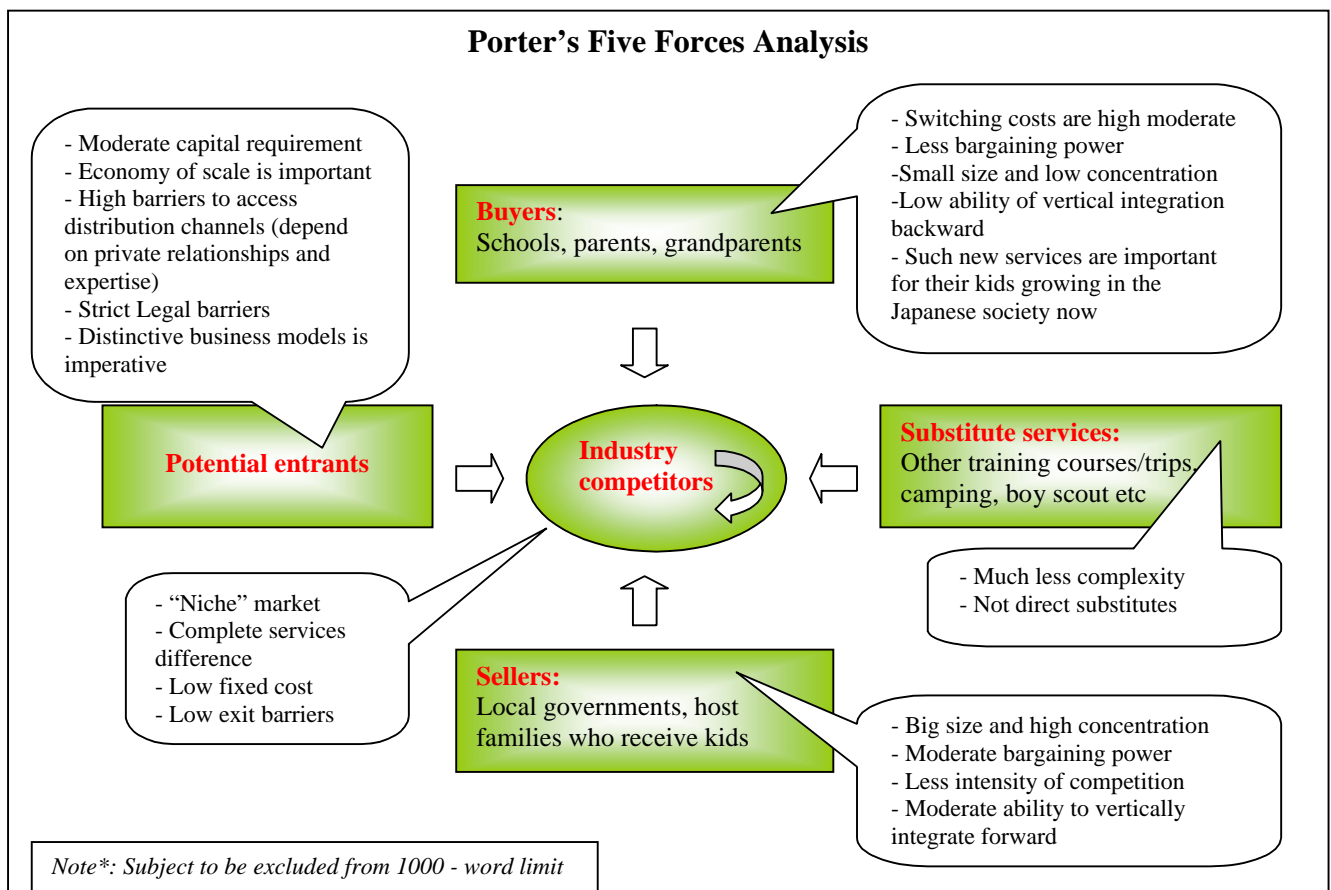 Porter’s Five Forces Analysis
- Moderate capital requirement
- Economy of scale is important
- High barriers to access
distribution channels (depend
on private relationships and
expertise)
- Strict Legal barriers
- Distinctive business models is
imperative
Buyers:
Schools, parents, grandparents
- Switching costs are high moderate
- Less bargaining power
-Small size and low concentration
-Low ability of vertical integration
backward
- Such new services are important
for their kids growing in the
Japanese society now
Potential entrants
Industry
competitors
Substitute services:
Other training courses/trips,
camping, boy scout etc
- “Niche” market
- Complete services
difference
- Low fixed cost
- Low exit barriers
- Much less complexity
- Not direct substitutes
Sellers:
Local governments, host
families who receive kids
- Big size and high concentration
- Moderate bargaining power
- Less intensity of competition
- Moderate ability to vertically
integrate forward
Note*: Subject to be excluded from 1000 - word limit